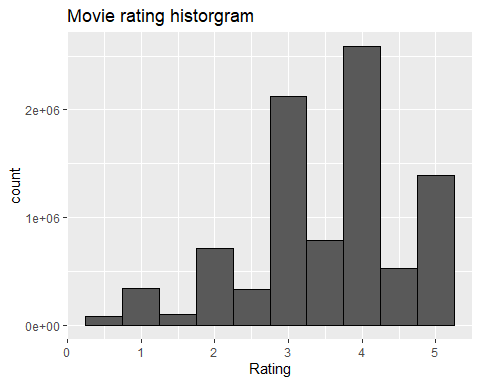 Movie rating historgram
2e+06
1e+06
0e+00
count
0 1 2 3 4 5
Rating